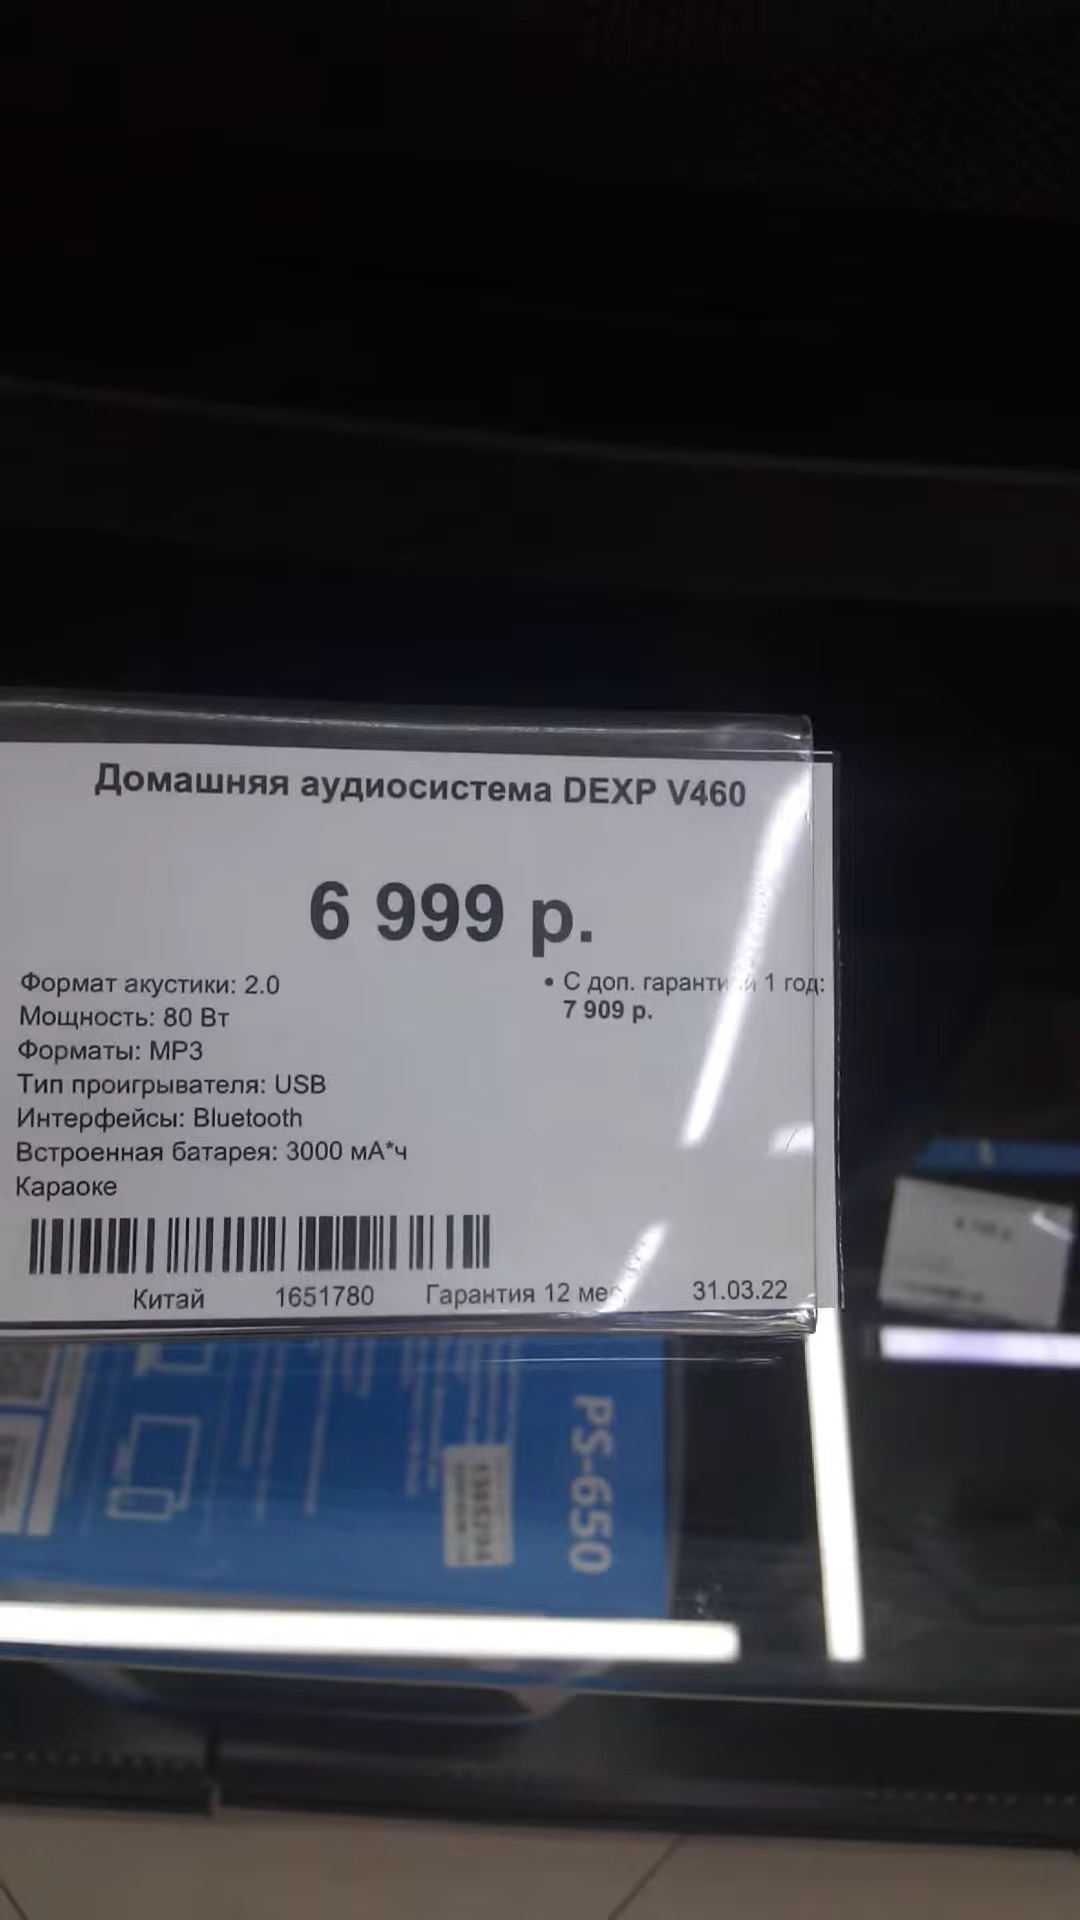 Домашняя аудиосистема DEXP V460
6 999 р.
Формат акустики: 2.0
Мощность: 80 Вт
Форматы: MP3
Тип проигрывателя: USB
Интерфейсы: Bluetooth
Встроенная батарея: 3000 мА*ч
Караоке
• С доп. гарантией 1 год:
7 909 р.
Китай 1651780 Гарантия 12 мес. 31.03.22
PS-650